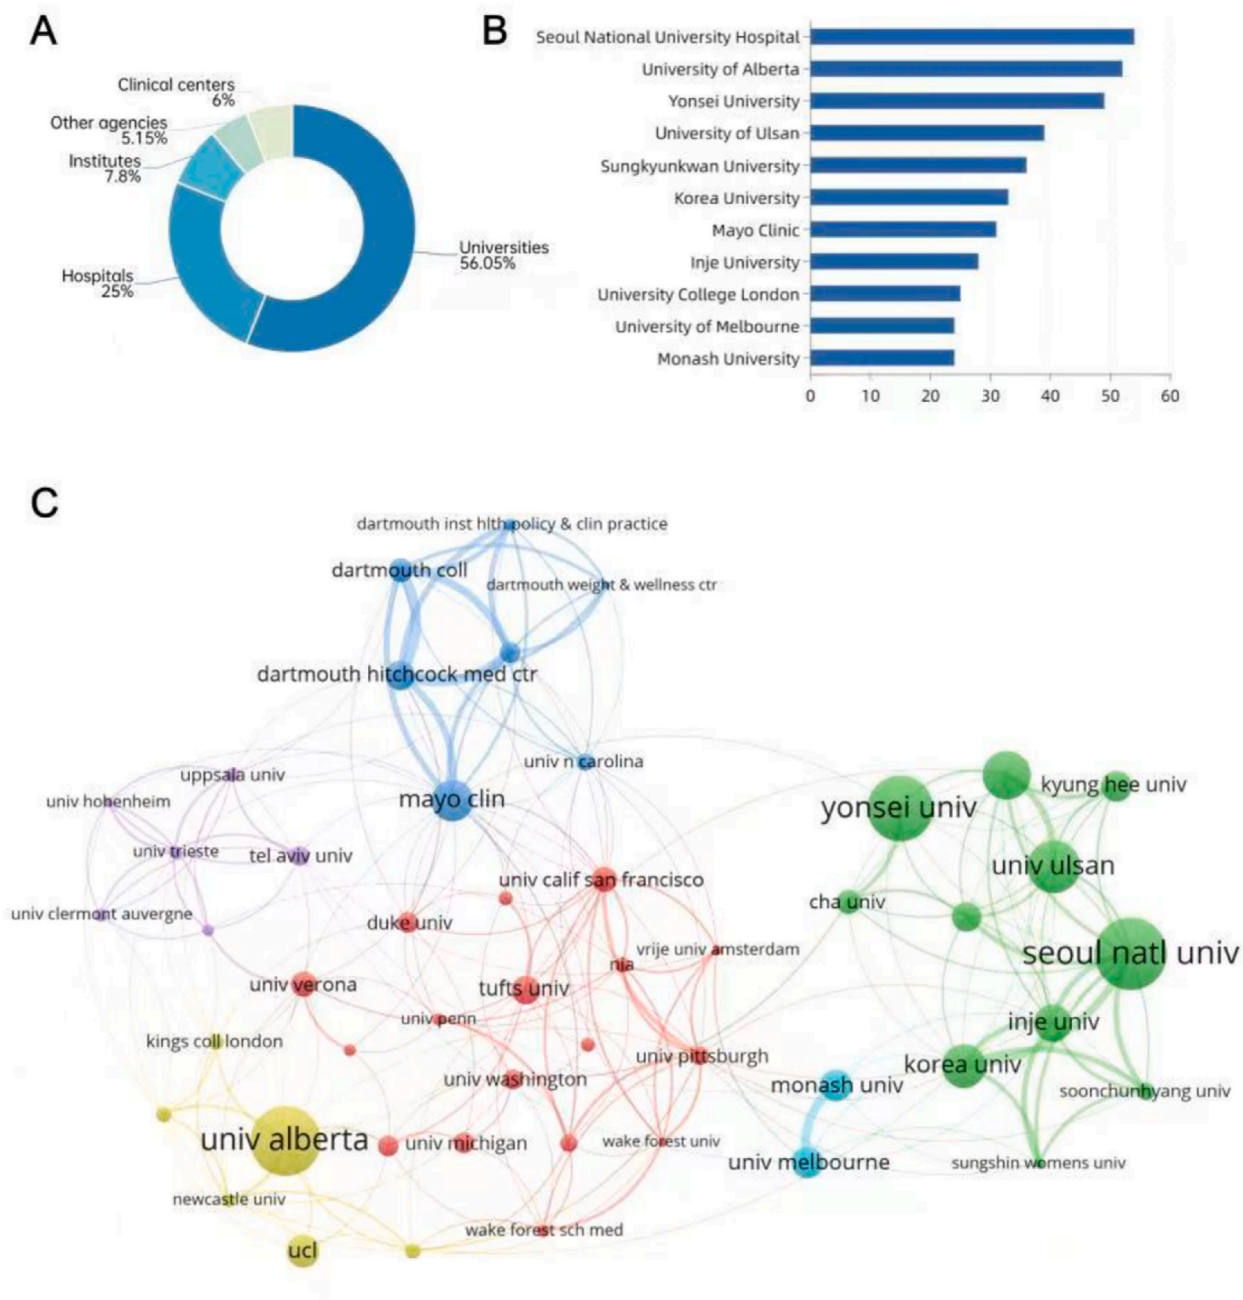 A
Clinical centers
6%
Other agencies
5.15%
Institutes
7.8%
Hospitals
25%
Universities
56.05%
B
Seoul National University Hospital
University of Alberta
Yonsei University
University of Ulsan
Sungkyunkwan University
Korea University
Mayo Clinic
Inje University
University College London
University of Melbourne
Monash University
0 10 20 30 40 50 60
C
dartmouth inst hlth policy & clin practice
dartmouth coll
dartmouth weight & wellness ctr
dartmouth hitchcock med ctr
univ n carolina
uppsala univ
mayo clin
univ hohenheim
yonsei univ
kyung hee univ
univ trieste
tel aviv univ
univ ulsan
univ calif san francisco
cha univ
univ clermont auvergne
duke univ
vrije univ amsterdam
nia
seoul natl univ
univ verona
tufts univ
univ penn
inje univ
kings coll london
univ pittsburgh
korea univ
univ washington
monash univ
soonchunhyang univ
univ alberta
univ michigan
wake forest univ
univ melbourne
sungshin womens univ
newcastle univ
wake forest sch med
ucl